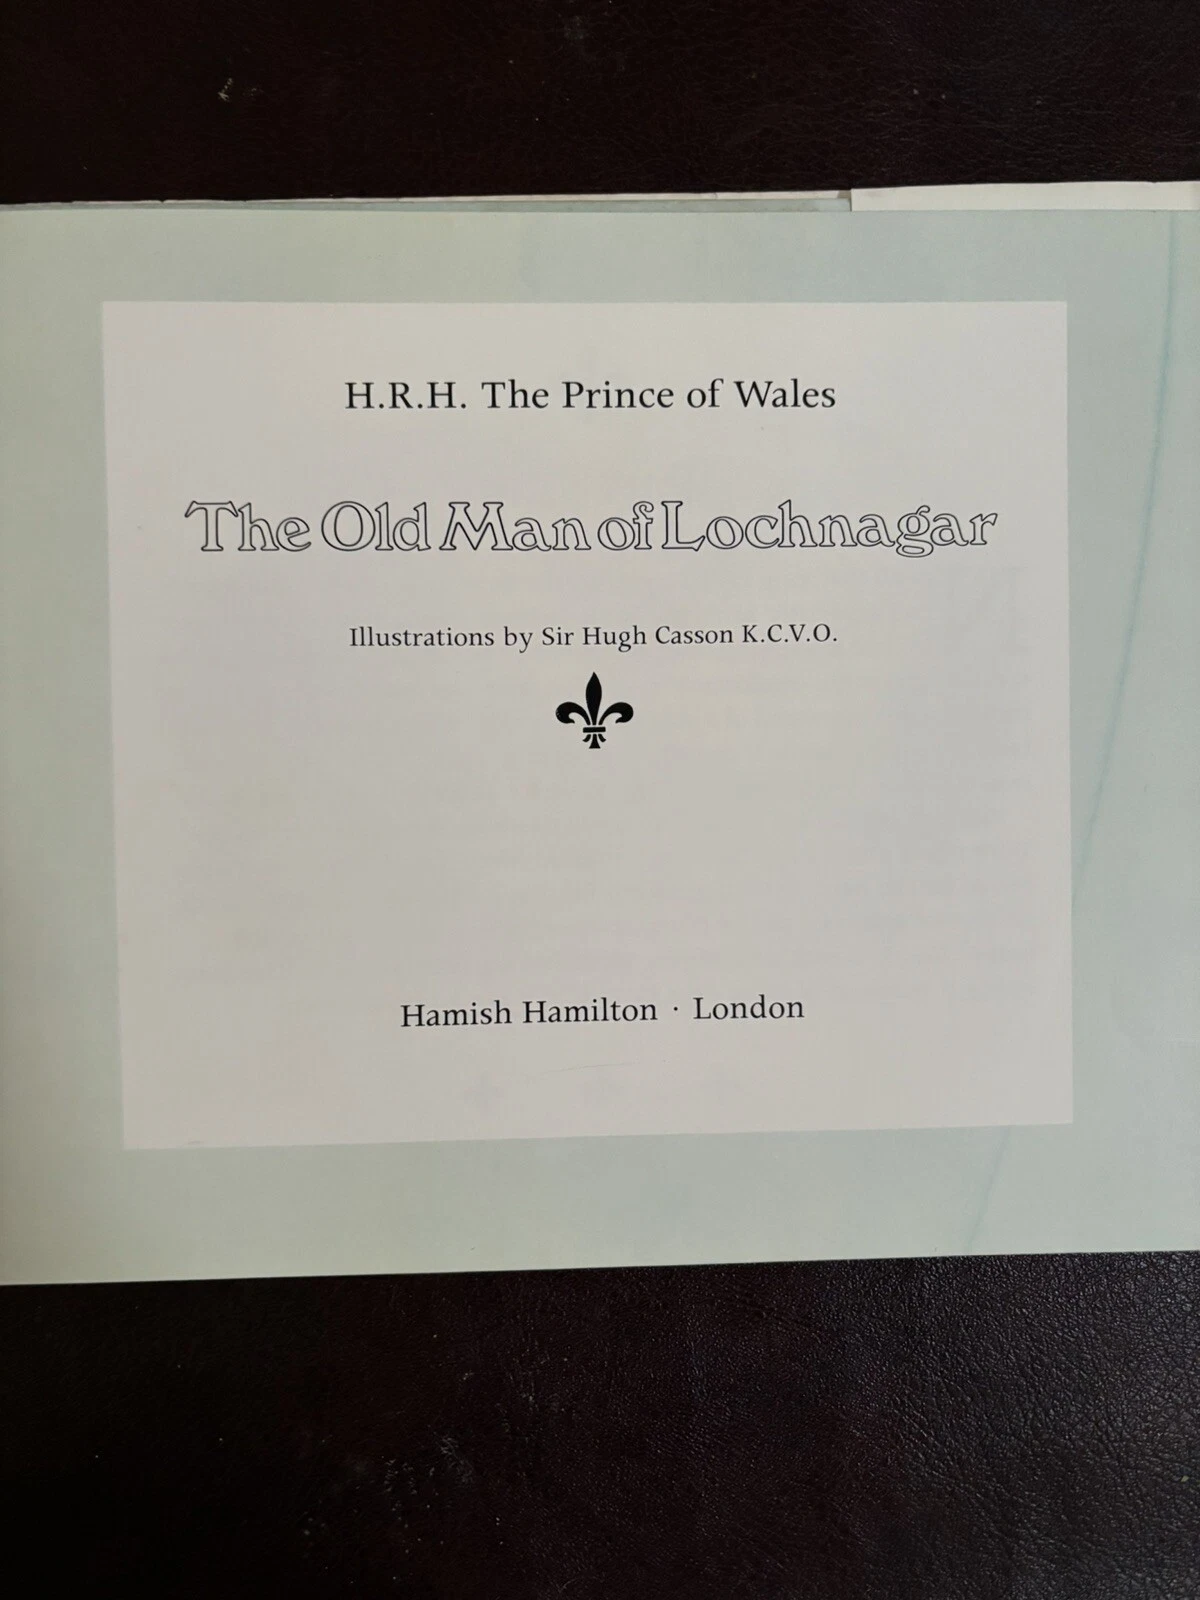 H.R.H. The Prince of Wales
The Old Man of Lochnagar
Illustrations by Sir Hugh Casson K.C.V.O.
Hamish Hamilton · London